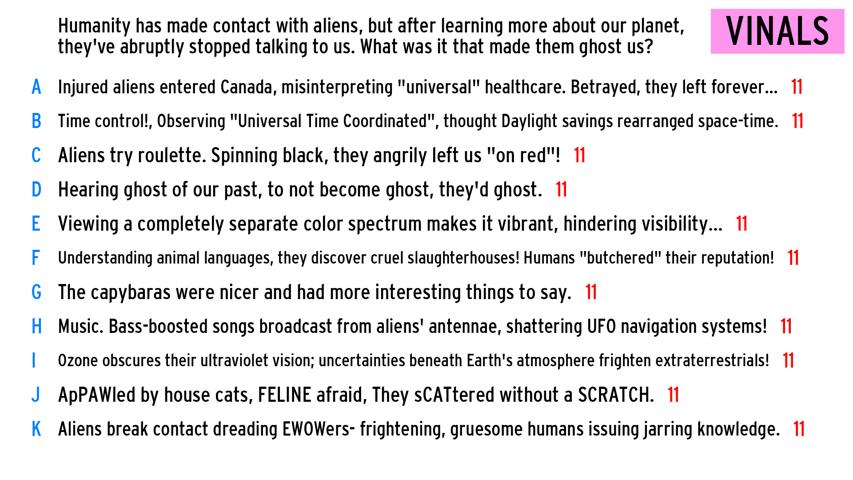 Humanity has made contact with aliens, but after learning more about our planet,
they've abruptly stopped talking to us. What was it that made them ghost us?
VINALS
A Injured aliens entered Canada, misinterpreting "universal" healthcare. Betrayed, they left forever... 11
B Time control!, Observing "Universal Time Coordinated", thought Daylight savings rearranged space-time. 11
C Aliens try roulette. Spinning black, they angrily left us "on red"! 11
D Hearing ghost of our past, to not become ghost, they'd ghost. 11
E Viewing a completely separate color spectrum makes it vibrant, hindering visibility... 11
F Understanding animal languages, they discover cruel slaughterhouses! Humans "butchered" their reputation! 11
G The capybaras were nicer and had more interesting things to say. 11
H Music. Bass-boosted songs broadcast from aliens' antennae, shattering UFO navigation systems! 11
I Ozone obscures their ultraviolet vision; uncertainties beneath Earth's atmosphere frighten extraterrestrials! 11
J ApPAWled by house cats, FELINE afraid, They sCATtered without a SCRATCH. 11
K Aliens break contact dreading EWOWers- frightening, gruesome humans issuing jarring knowledge. 11